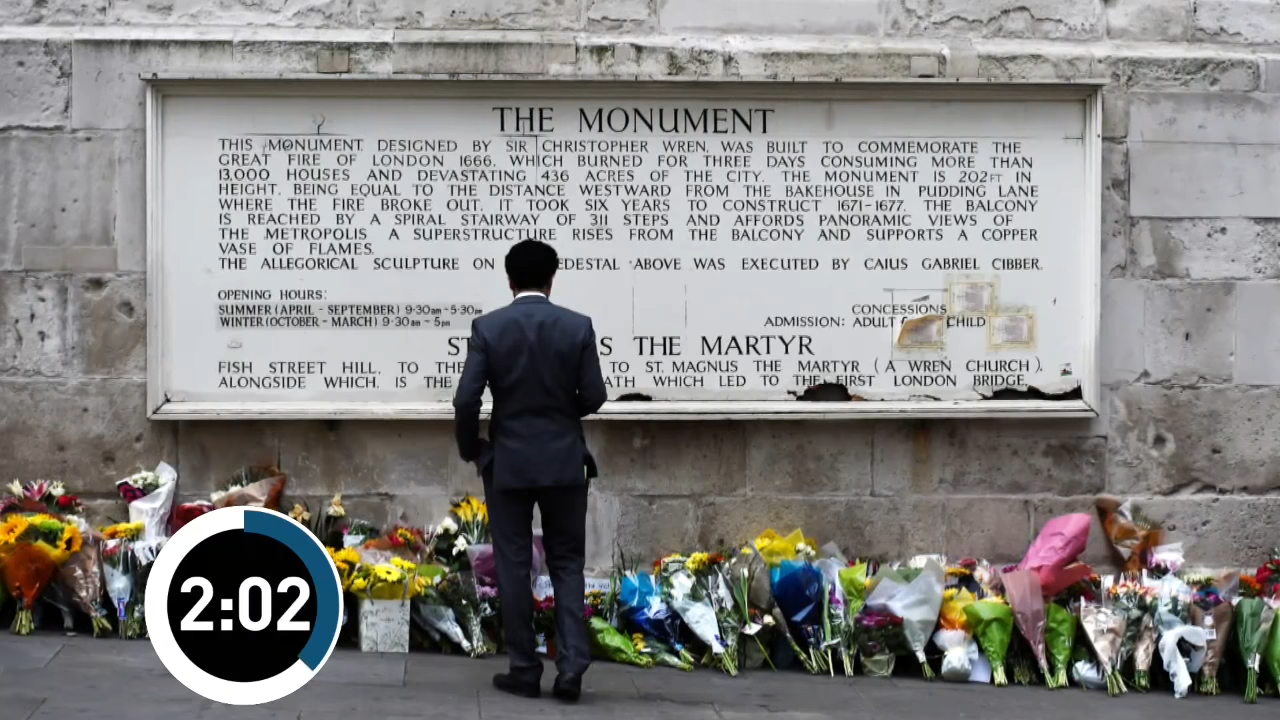 THE MONUMENT
THIS MONUMENT DESIGNED BY SIR CHRISTOPHER WREN, WAS BUILT TO COMMEMORATE THE
GREAT FIRE OF LONDON 1666, WHICH BURNED FOR THREE DAYS CONSUMING MORE THAN
13,000 HOUSES AND DEVASTATING 436 ACRES OF THE CITY. THE MONUMENT IS 202FT IN
HEIGHT, BEING EQUAL TO THE DISTANCE WESTWARD FROM THE BAKEHOUSE IN PUDDING LANE
WHERE THE FIRE BROKE OUT. IT TOOK SIX YEARS TO CONSTRUCT 1671-1677. THE BALCONY
IS REACHED BY A SPIRAL STAIRWAY OF 311 STEPS AND AFFORDS PANORAMIC VIEWS OF
THE METROPOLIS A SUPERSTRUCTURE RISES FROM THE BALCONY AND SUPPORTS A COPPER
VASE OF FLAMES.
THE ALLEGORICAL SCULPTURE ON EDESTAL ABOVE WAS EXECUTED BY CAIUS GABRIEL CIBBER.
OPENING HOURS:
SUMMER (APRIL - SEPTEMBER) 9·30am - 5·30pm
WINTER (OCTOBER - MARCH) 9·30am - 5pm
CONCESSIONS
ADMISSION: ADULT CHILD
ST S THE MARTYR
FISH STREET HILL, TO THE TO ST. MAGNUS THE MARTYR (A WREN CHURCH).
ALONGSIDE WHICH, IS THE ATH WHICH LED TO THE FIRST LONDON BRIDGE.
2:02